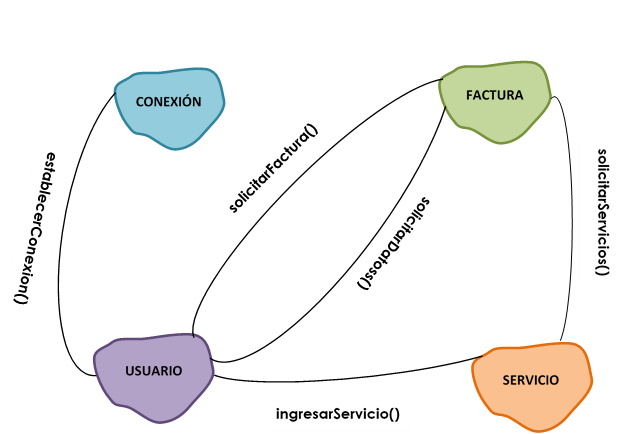 CONEXIÓN
FACTURA
solicitarFactura()
establecerConexion()
solicitarDatoss()
solicitarServicios()
USUARIO
SERVICIO
ingresarServicio()